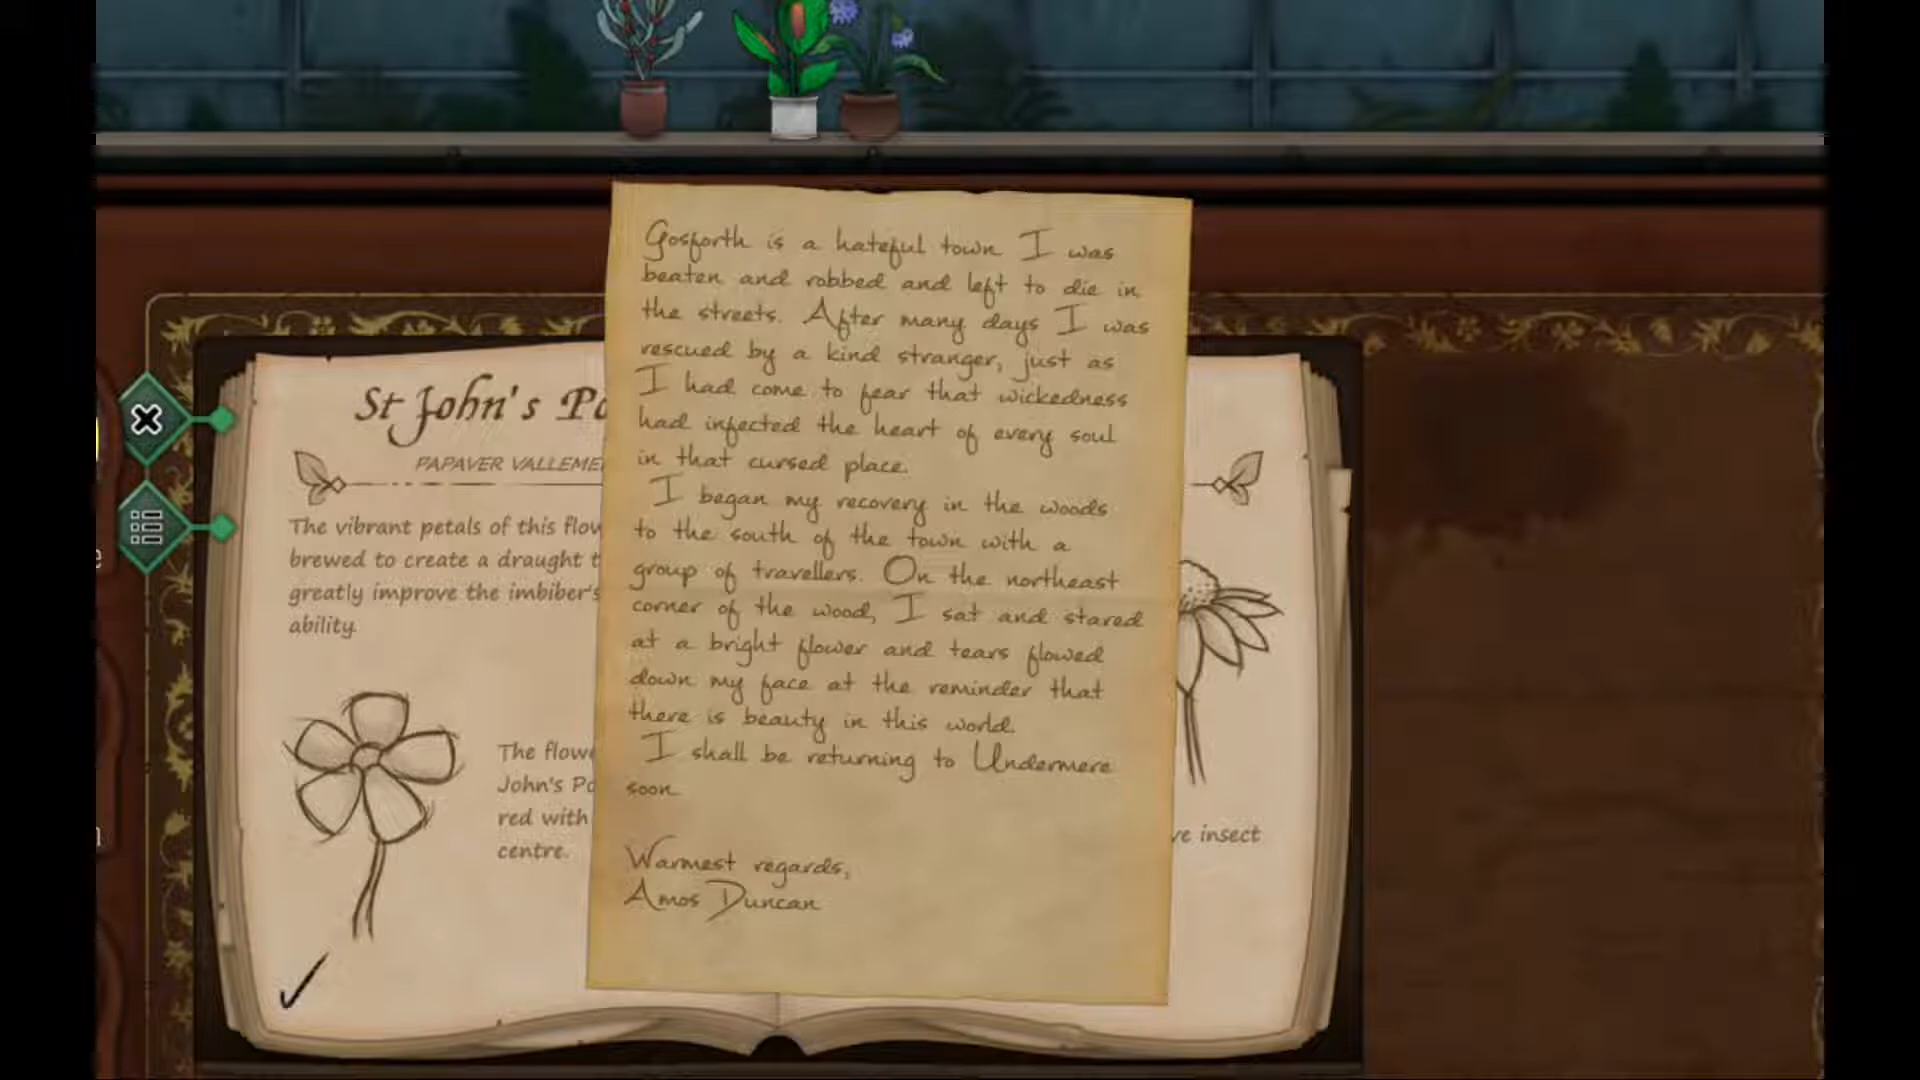 Gosforth is a hateful town I was
beaten and robbed and left to die in
the streets. After many days I was
rescued by a kind stranger, just as
I had come to fear that wickedness
had infected the heart of every soul
in that cursed place.
I began my recovery in the woods
to the south of the town with a
group of travellers. On the northeast
corner of the wood, I sat and stared
at a bright flower and tears flowed
down my face at the reminder that
there is beauty in this world.
I shall be returning to Undermere
soon.
Warmest regards,
Amos Duncan
St John's
PAPAVER
The vibrant petals of this
brewed to create a draught
greatly improve the imbiber's
ability.
The
John's
red with
centre.
insect